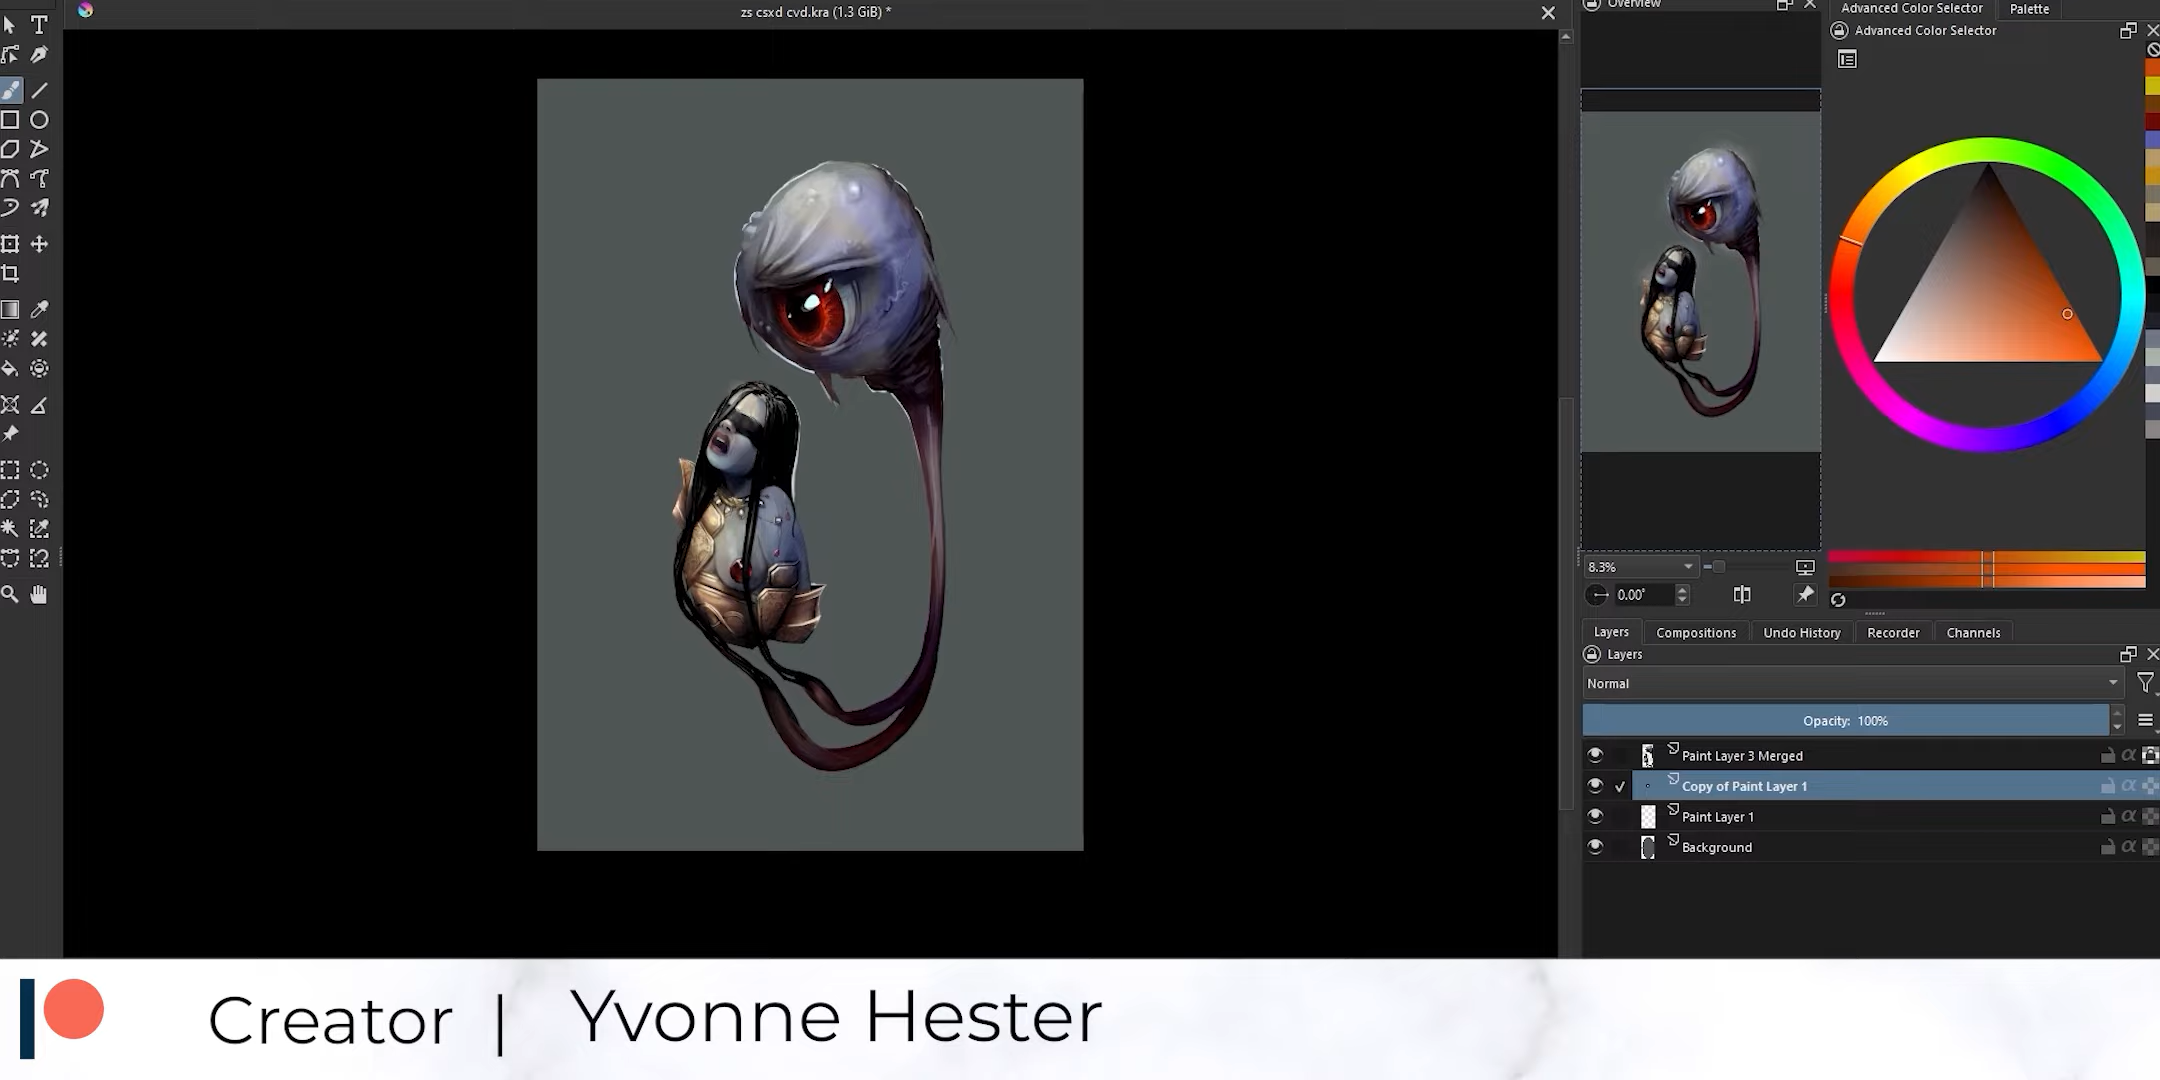 zs csxd cvd.kra (1.3 GiB) *
Overview
Advanced Color Selector
Palette
Advanced Color Selector
8.3%
0.00°
Layers
Compositions
Undo History
Recorder
Channels
Layers
Normal
Opacity: 100%
Paint Layer 3 Merged
Copy of Paint Layer 1
Paint Layer 1
Background
Creator | Yvonne Hester